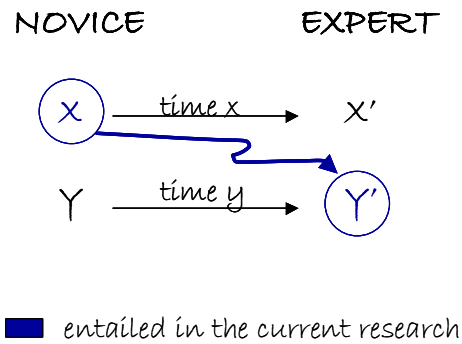 NOVICE EXPERT
X time x X'
Y time y Y'
entailed in the current research